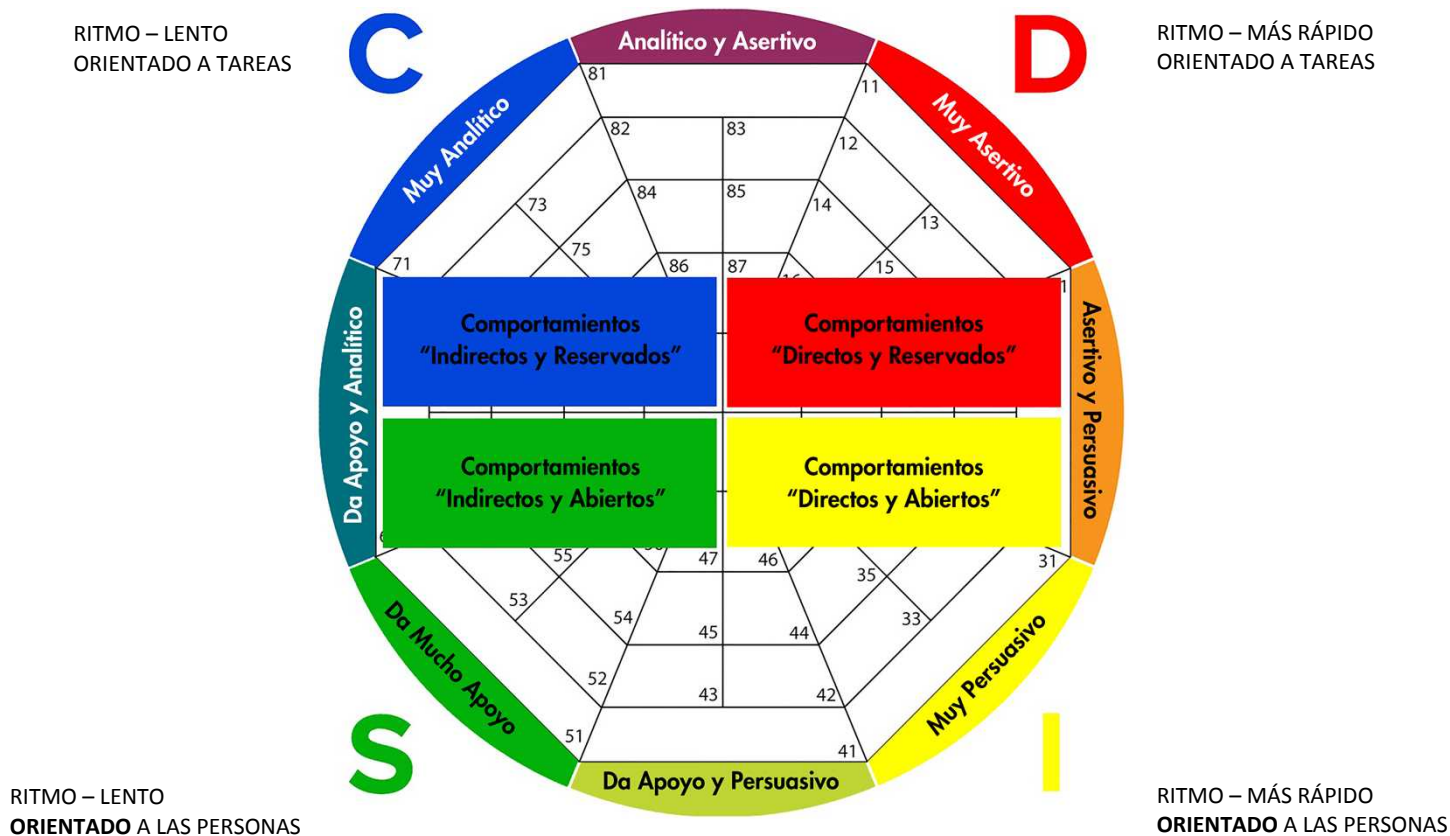 RITMO – LENTO
ORIENTADO A TAREAS
C
D
RITMO – MÁS RÁPIDO
ORIENTADO A TAREAS
Analítico y Asertivo
Muy Analítico
Muy Asertivo
81
11
82
83
12
84
85
14
73
13
75
15
86
87
71
Da Apoyo y Analítico
Comportamientos
“Indirectos y Reservados”
Comportamientos
“Directos y Reservados”
Asertivo y Persuasivo
Comportamientos
“Indirectos y Abiertos”
Comportamientos
“Directos y Abiertos”
55
47
46
31
35
53
54
45
44
33
52
43
42
51
41
Da Mucho Apoyo
Muy Persuasivo
Da Apoyo y Persuasivo
S
I
RITMO – LENTO
ORIENTADO A LAS PERSONAS
RITMO – MÁS RÁPIDO
ORIENTADO A LAS PERSONAS